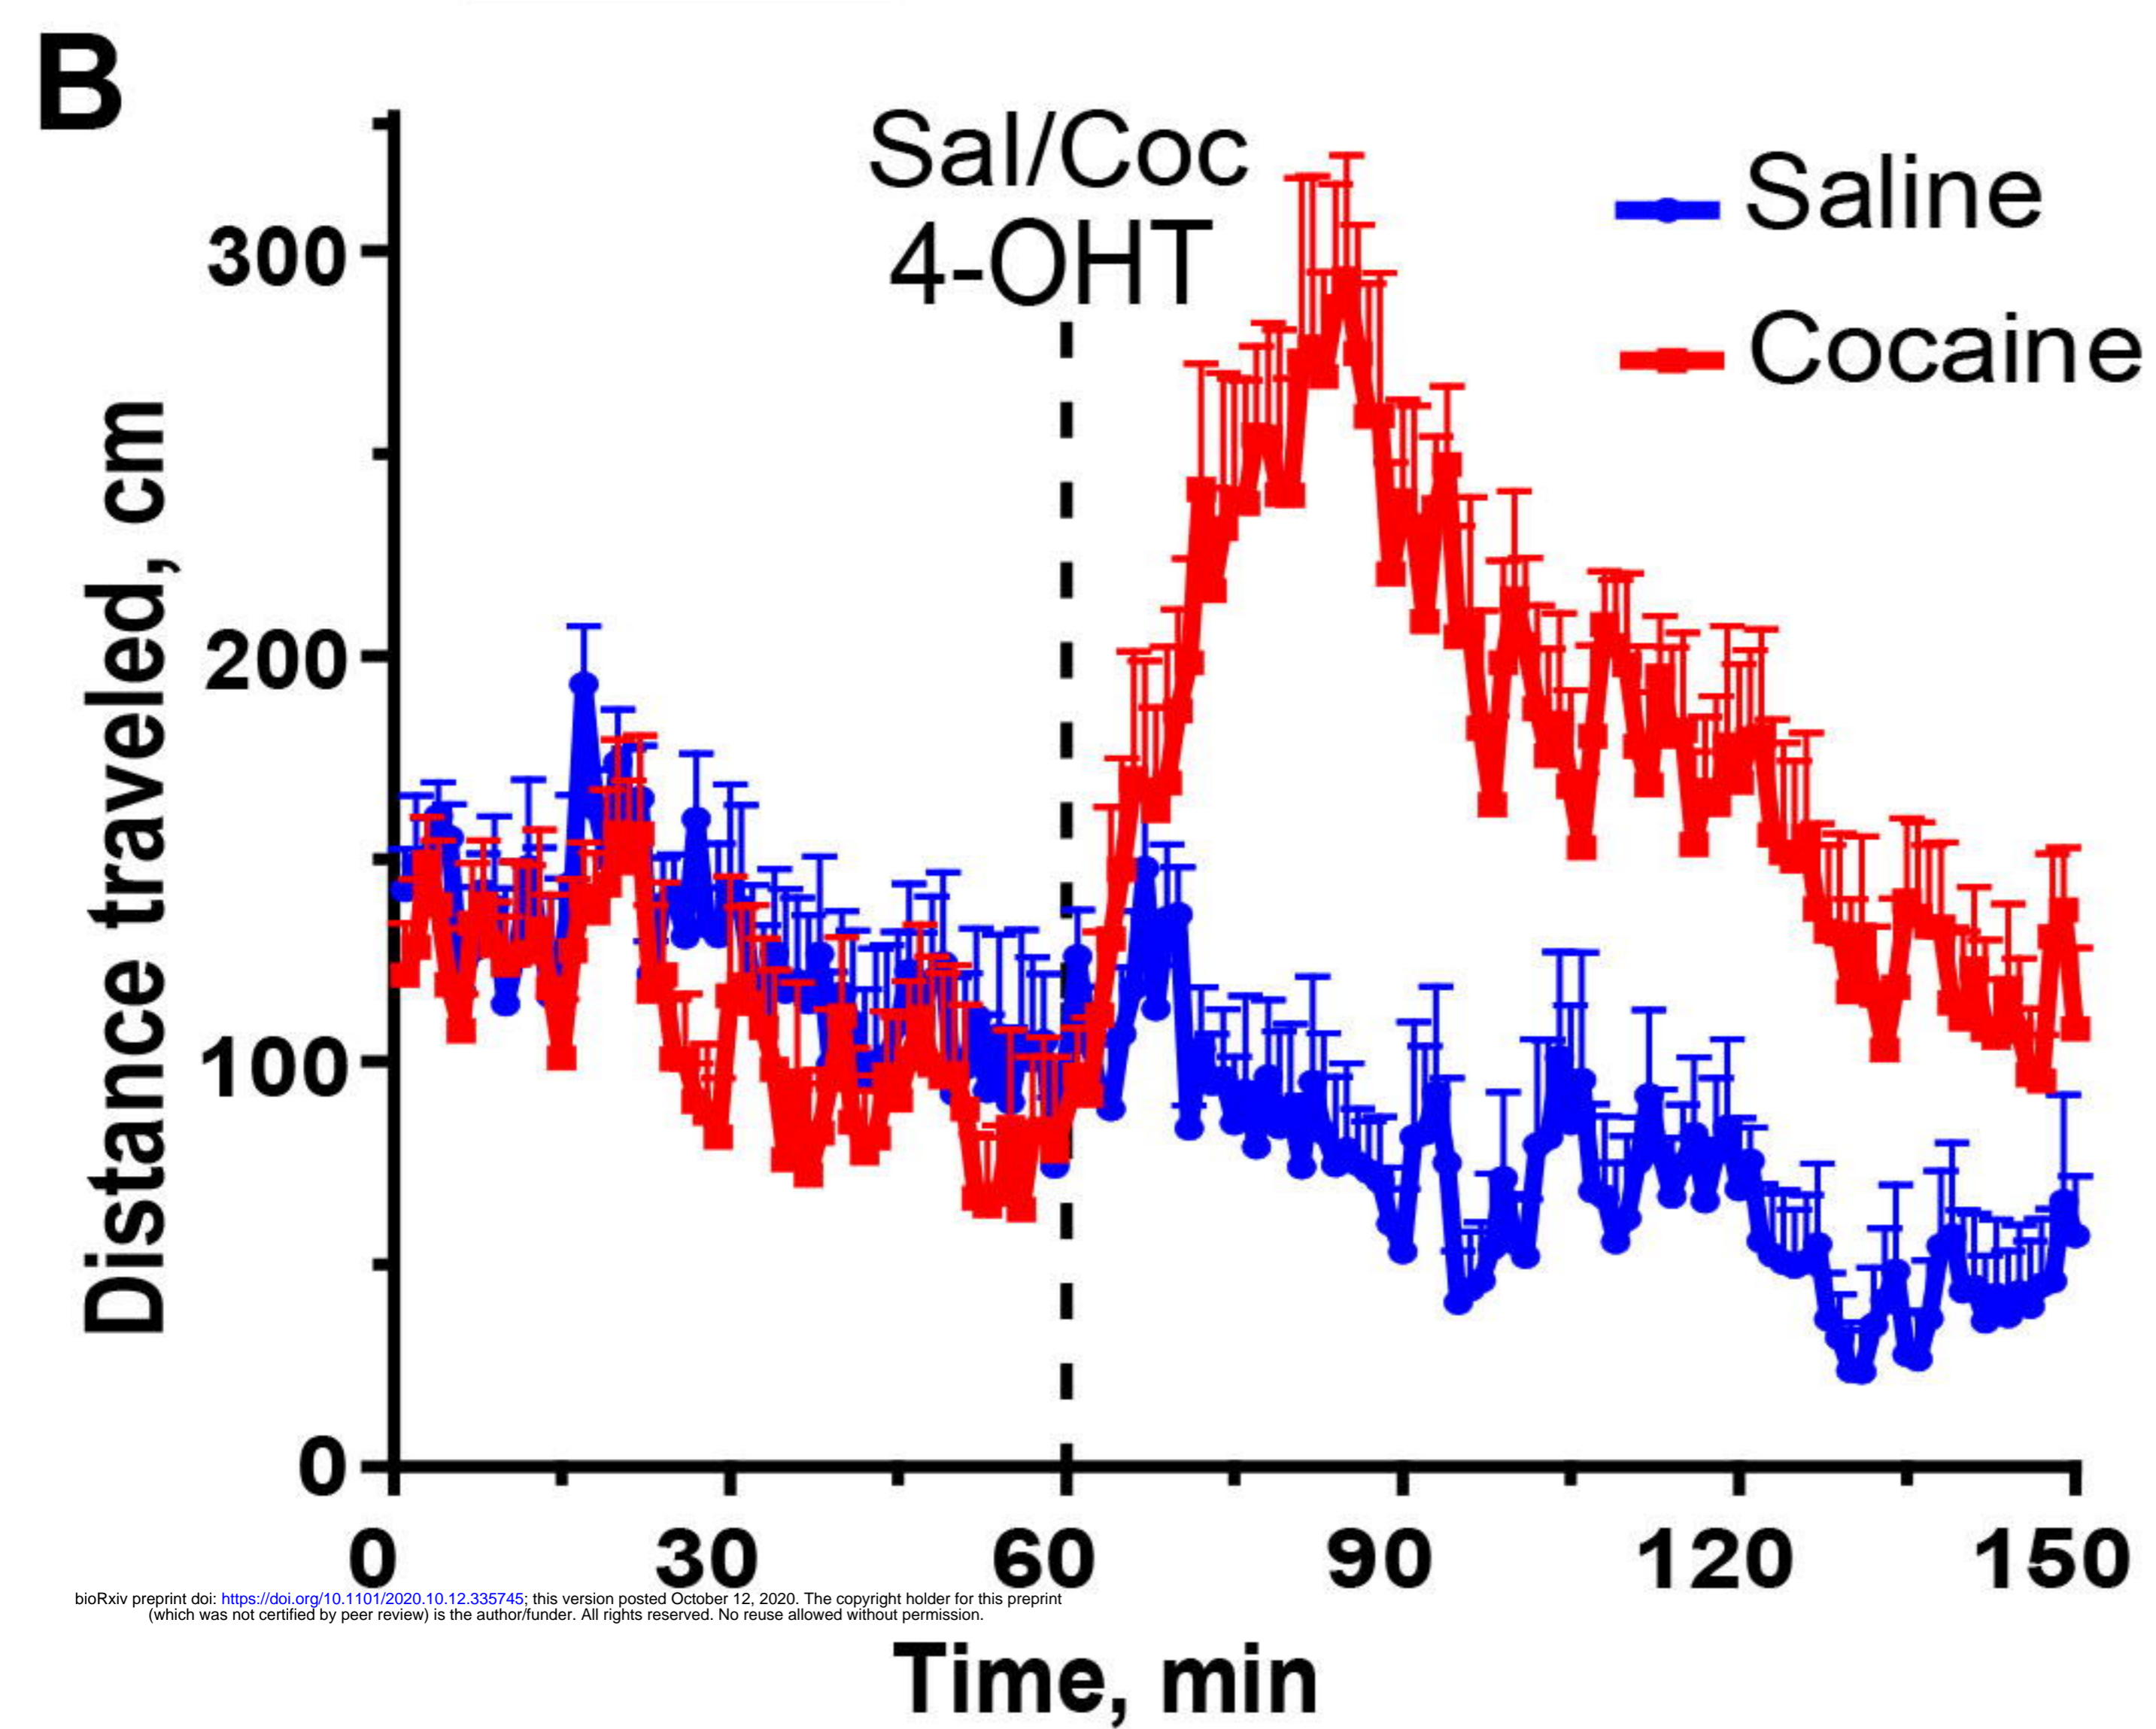 B
Sal/Coc
4-OHT
Saline
Cocaine
300
200
100
0
Distance traveled, cm
0 30 60 90 120 150
bioRxiv preprint doi: https://doi.org/10.1101/2020.10.12.335745; this version posted October 12, 2020. The copyright holder for this preprint
(which was not certified by peer review) is the author/funder. All rights reserved. No reuse allowed without permission.
Time, min